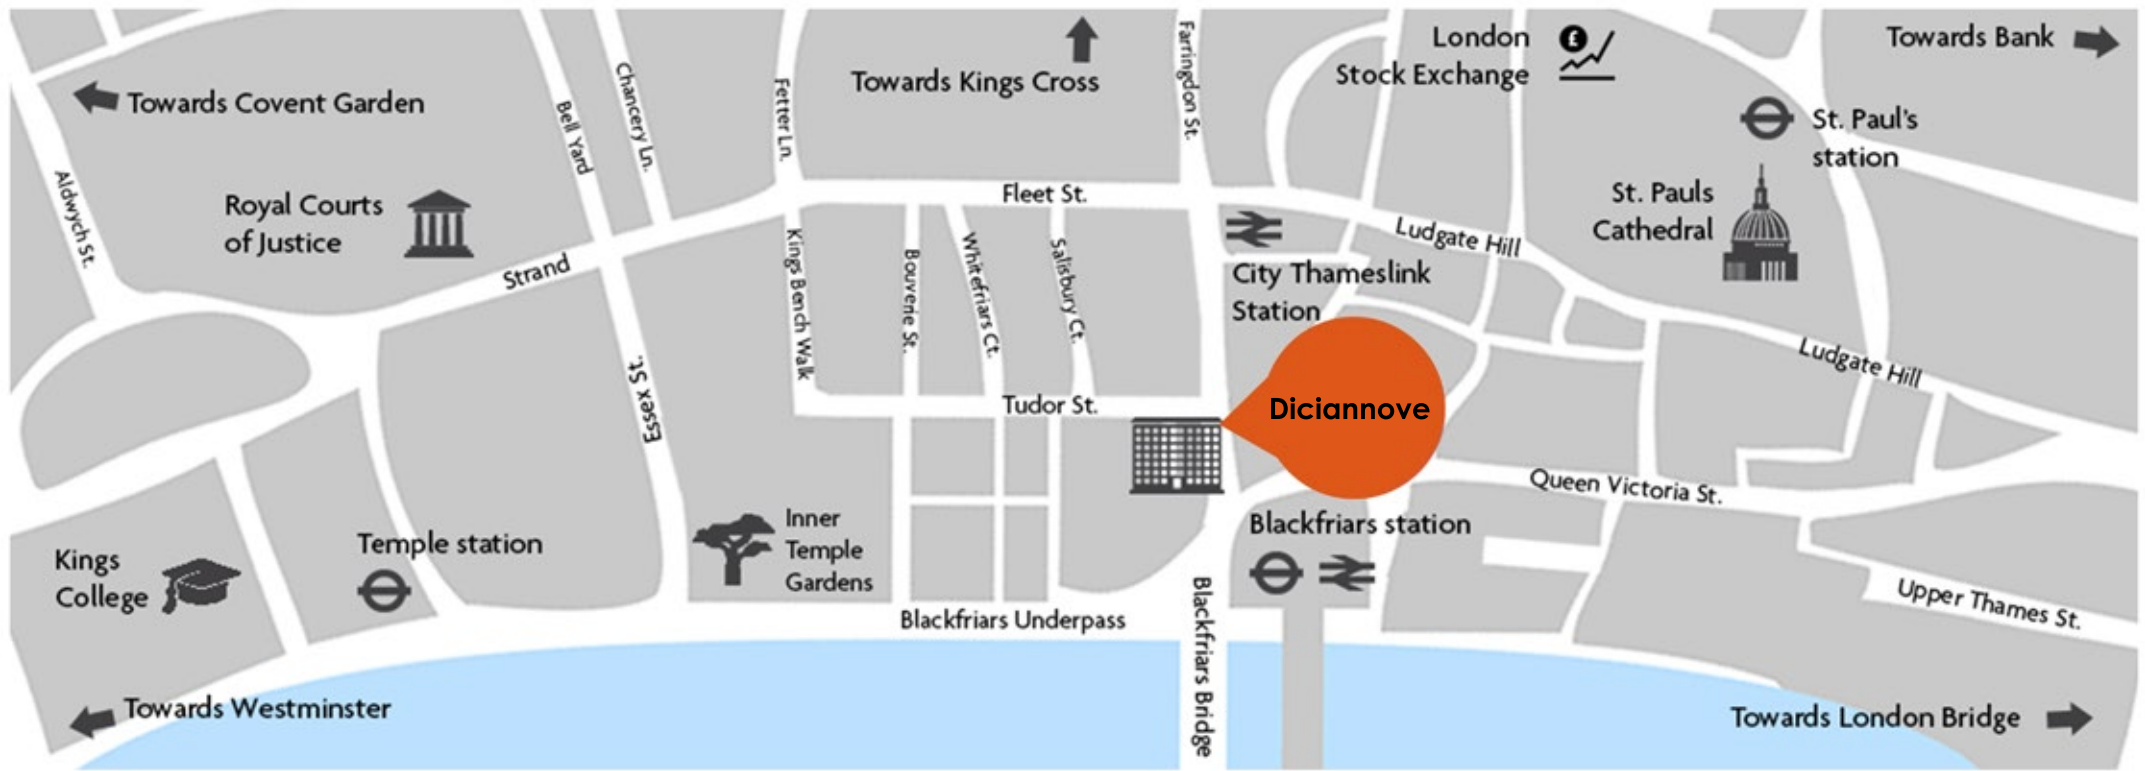 Towards Covent Garden
Towards Kings Cross
London
Stock Exchange
£
Towards Bank
St. Paul's
station
St. Pauls
Cathedral
Aldwych St.
Bell Yard
Chancery Ln.
Fetter Ln.
Farringdon St.
Royal Courts
of Justice
Strand
Fleet St.
Ludgate Hill
City Thameslink
Station
Kings Bench Walk
Bouverie St.
Whitefriars Ct.
Salisbury Ct.
Essex St.
Tudor St.
Diciannove
Ludgate Hill
Queen Victoria St.
Kings
College
Temple station
Inner
Temple
Gardens
Blackfriars station
Blackfriars Underpass
Blackfriars Bridge
Upper Thames St.
Towards Westminster
Towards London Bridge